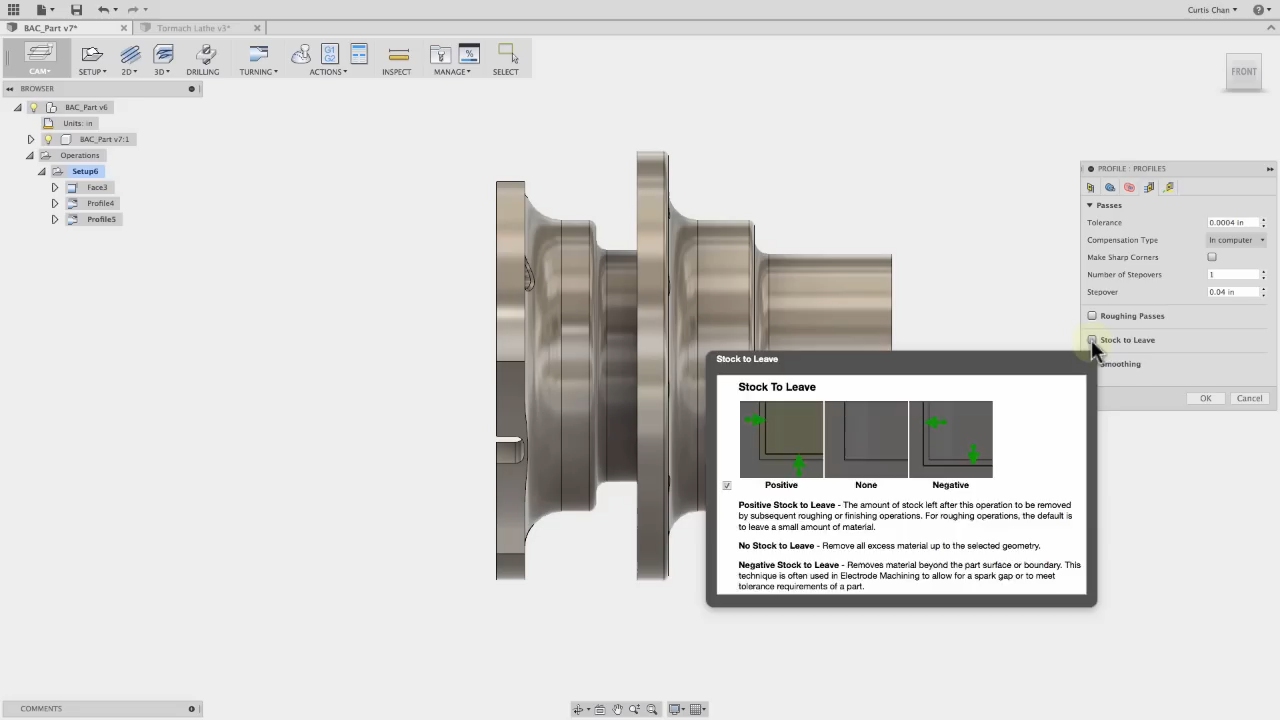 Curtis Chan
BAC_Part v7*
Tormach Lathe v3*
CAM
SETUP
2D
3D
DRILLING
TURNING
G1
G2
ACTIONS
INSPECT
%
MANAGE
SELECT
FRONT
BROWSER
BAC_Part v6
Units: in
BAC_Part v7:1
Operations
Setup6
Face3
Profile4
Profile5
PROFILE : PROFILES
Passes
Tolerance 0.0004 in
Compensation Type In computer
Make Sharp Corners
Number of Stepovers 1
Stepover 0.04 in
Roughing Passes
Stock to Leave
Smoothing
OK Cancel
Stock to Leave
Stock To Leave
Positive None Negative
Positive Stock to Leave - The amount of stock left after this operation to be removed
by subsequent roughing or finishing operations. For roughing operations, the default is
to leave a small amount of material.
No Stock to Leave - Remove all excess material up to the selected geometry.
Negative Stock to Leave - Removes material beyond the part surface or boundary. This
technique is often used in Electrode Machining to allow for a spark gap or to meet
tolerance requirements of a part.
COMMENTS